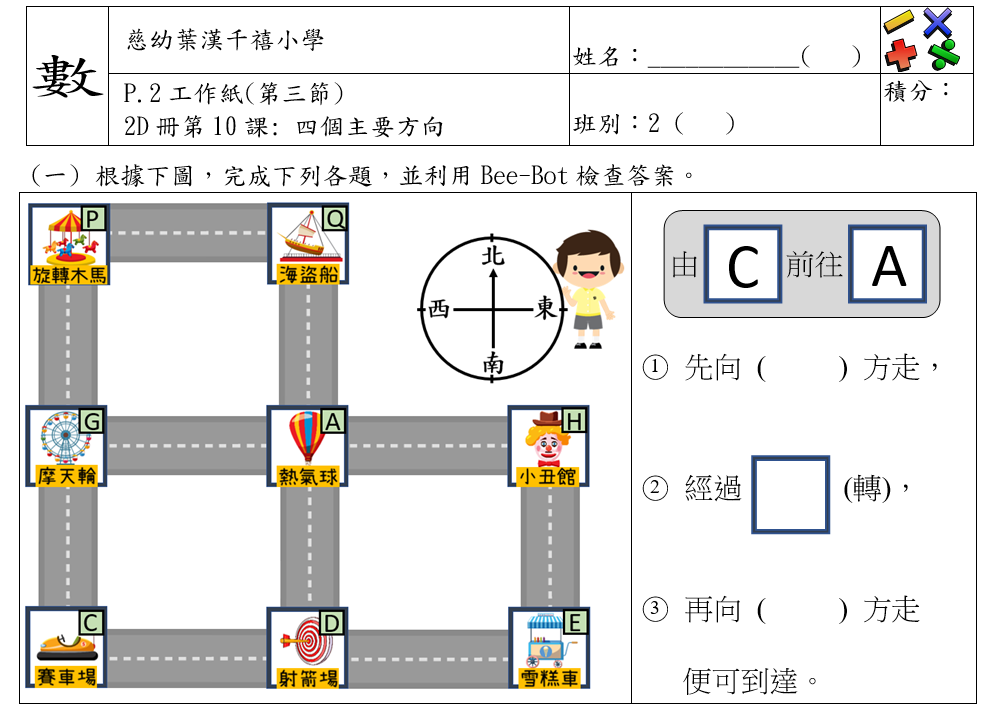 數
慈幼葉漢千禧小學
姓名：____________(　)
P.2 工作紙(第三節)
2D 冊第 10 課: 四個主要方向
班別：2 (　)
積分：
(一) 根據下圖，完成下列各題，並利用 Bee-Bot 檢查答案。
P
旋轉木馬
Q
海盜船
北
西
東
南
G
摩天輪
A
熱氣球
H
小丑館
C
賽車場
D
射箭場
E
雪糕車
由 C 前往 A
① 先向 (　　) 方走，
② 經過 (轉)，
③ 再向 (　　) 方走
便可到達。